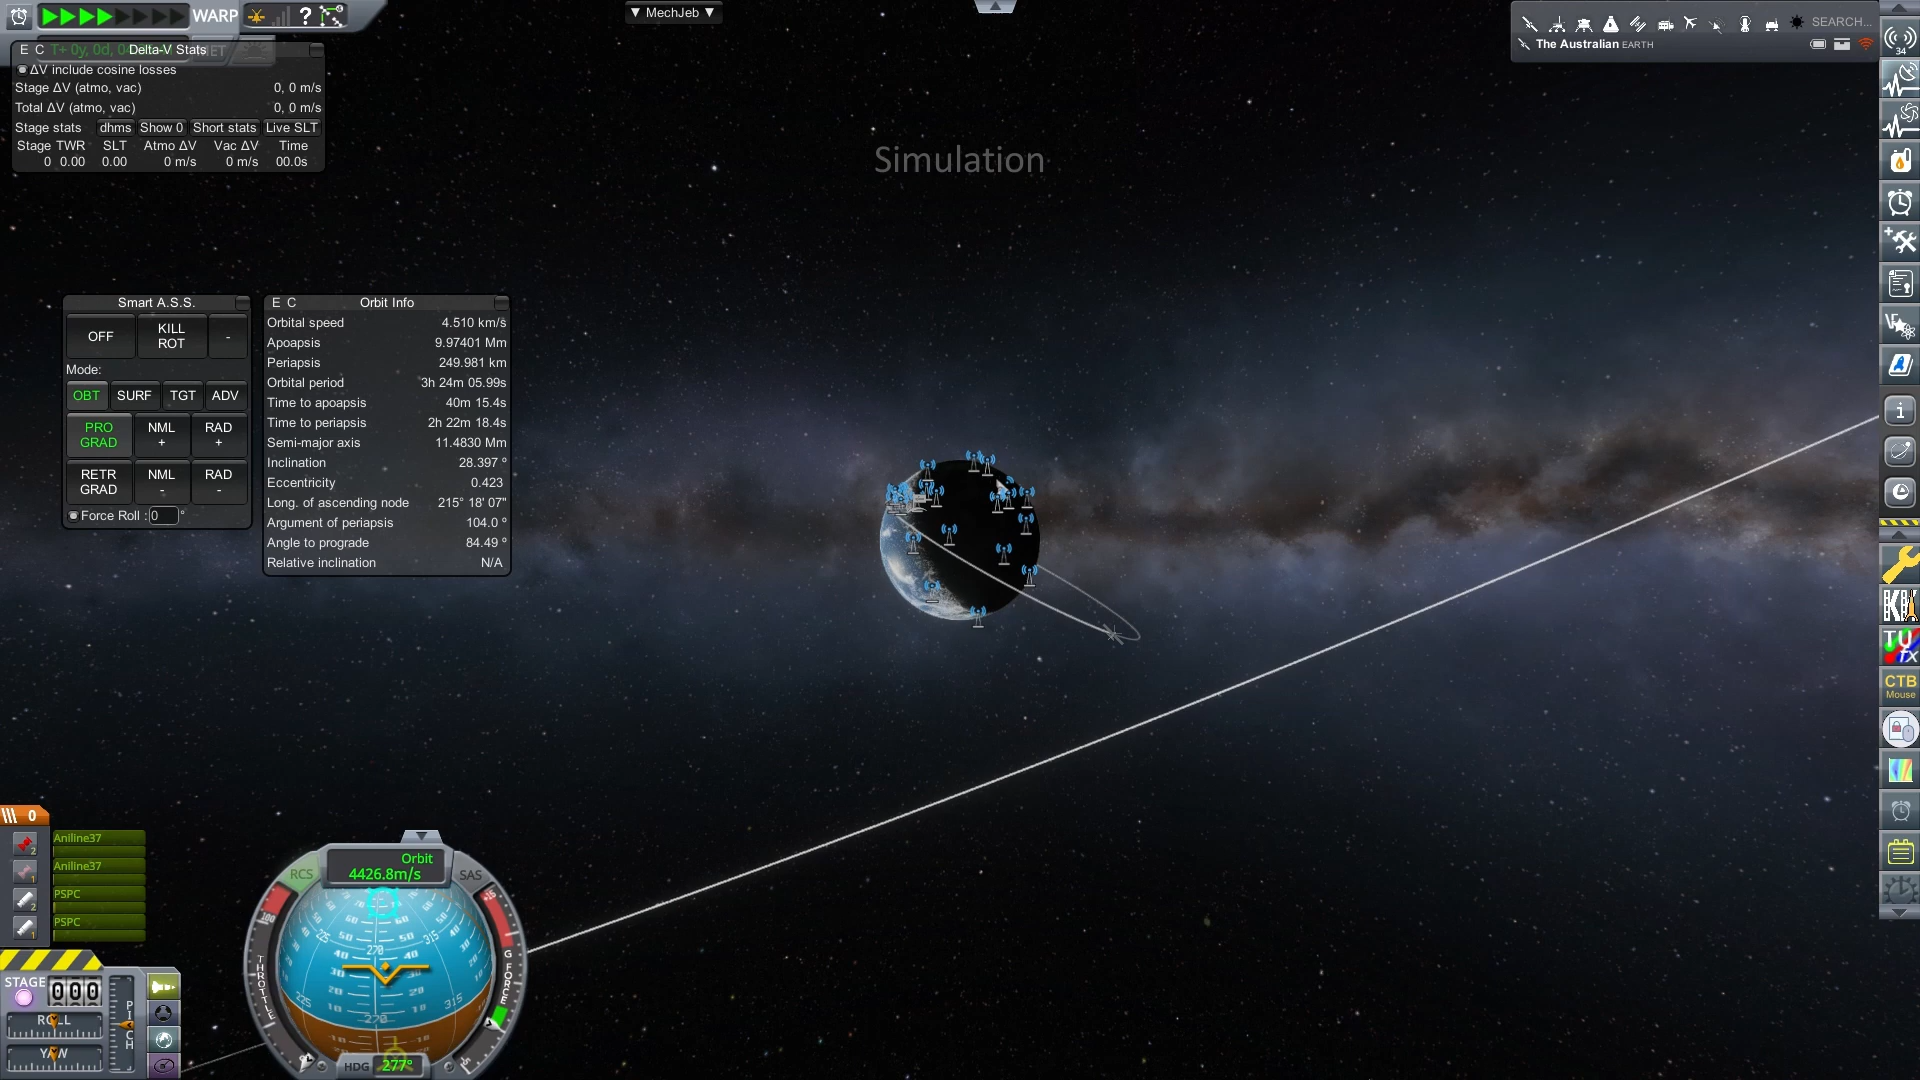 WARP
?
▼ MechJeb ▼
SEARCH...
The Australian EARTH
34
E C Delta-V Stats
ΔV include cosine losses
Stage ΔV (atmo, vac) 0, 0 m/s
Total ΔV (atmo, vac) 0, 0 m/s
Stage stats dhms Show 0 Short stats Live SLT
Stage TWR SLT Atmo ΔV Vac ΔV Time
0 0.00 0.00 0 m/s 0 m/s 00.0s
Simulation
Smart A.S.S.
OFF KILL ROT -
Mode:
OBT SURF TGT ADV
PRO GRAD NML + RAD +
RETR GRAD NML - RAD -
Force Roll : 0 °
E C Orbit Info
Orbital speed 4.510 km/s
Apoapsis 9.97401 Mm
Periapsis 249.981 km
Orbital period 3h 24m 05.99s
Time to apoapsis 40m 15.4s
Time to periapsis 2h 22m 18.4s
Semi-major axis 11.4830 Mm
Inclination 28.397 º
Eccentricity 0.423
Long. of ascending node 215° 18' 07"
Argument of periapsis 104.0 º
Angle to prograde 84.49 º
Relative inclination N/A
CTB
Mouse
0
Aniline37
2
Aniline37
1
PSPC
2
PSPC
1
STAGE
000
ROLL
YAW
PITCH
Orbit
4426.8m/s
RCS
SAS
THROTTLE
G FORCE
HDG 277°